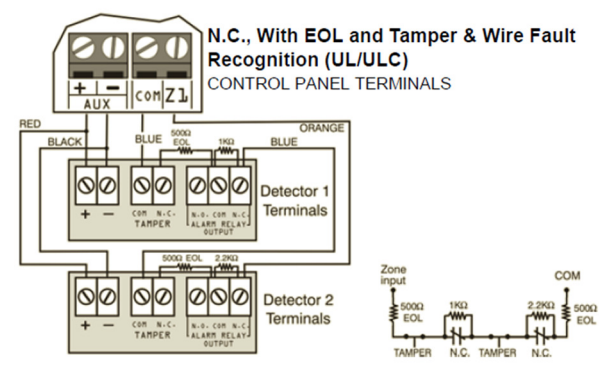 N.C., With EOL and Tamper & Wire Fault
Recognition (UL/ULC)
CONTROL PANEL TERMINALS
+ − COM Z1
AUX
RED
ORANGE
BLACK
BLUE
500Ω
EOL
1KΩ
BLUE
Detector 1
Terminals
+ − COM N.C. N.O. COM N.C.
TAMPER
ALARM RELAY
OUTPUT
500Ω EOL
2.2KΩ
Detector 2
Terminals
+ − COM N.C. N.O. COM N.C.
TAMPER
ALARM RELAY
OUTPUT
Zone
input
COM
500Ω
EOL
1KΩ
2.2KΩ
500Ω
EOL
TAMPER N.C. TAMPER N.C.